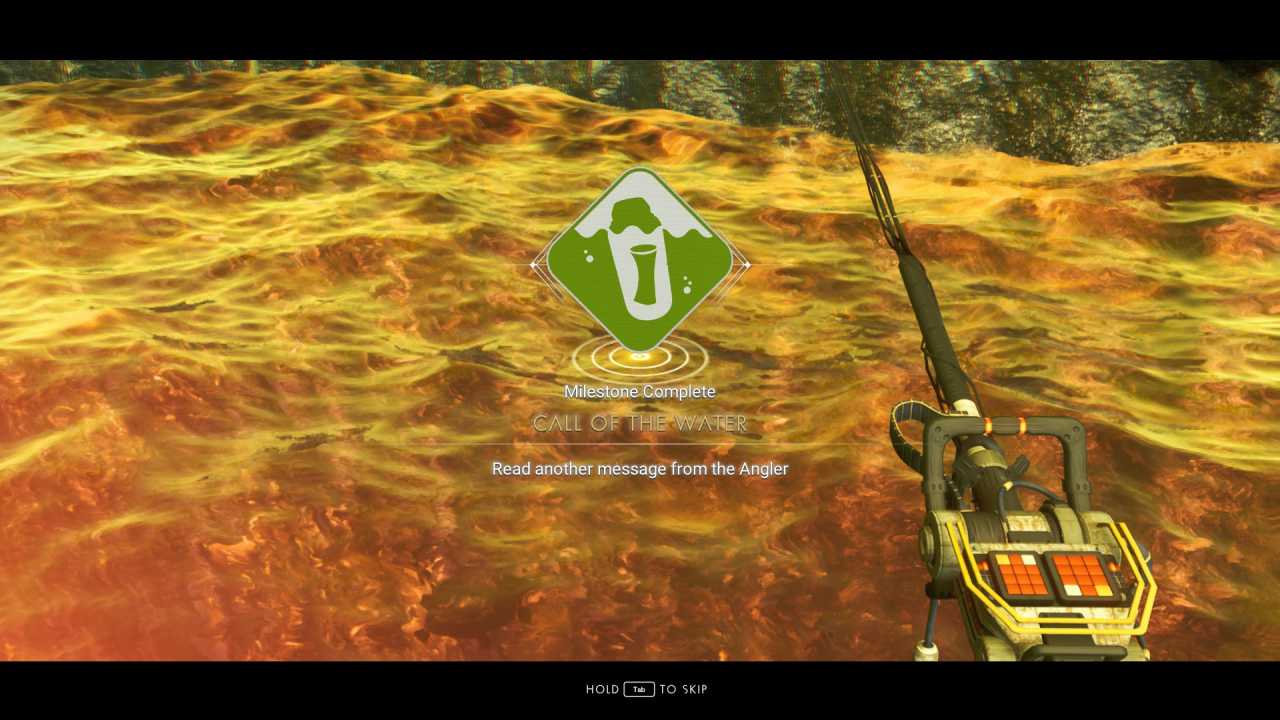 Milestone Complete
CALL OF THE WATER
Read another message from the Angler
HOLD Tab TO SKIP